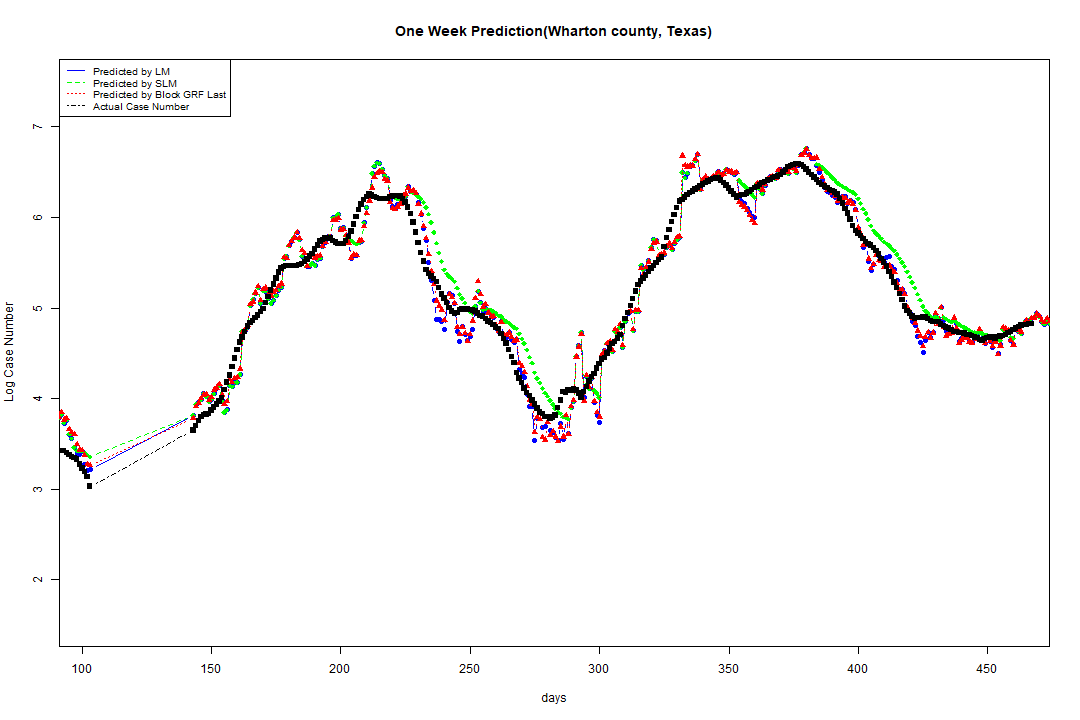 One Week Prediction(Wharton county, Texas)
Predicted by LM
Predicted by SLM
Predicted by Block GRF Last
Actual Case Number
7
6
5
4
3
2
Log Case Number
100 150 200 250 300 350 400 450
days